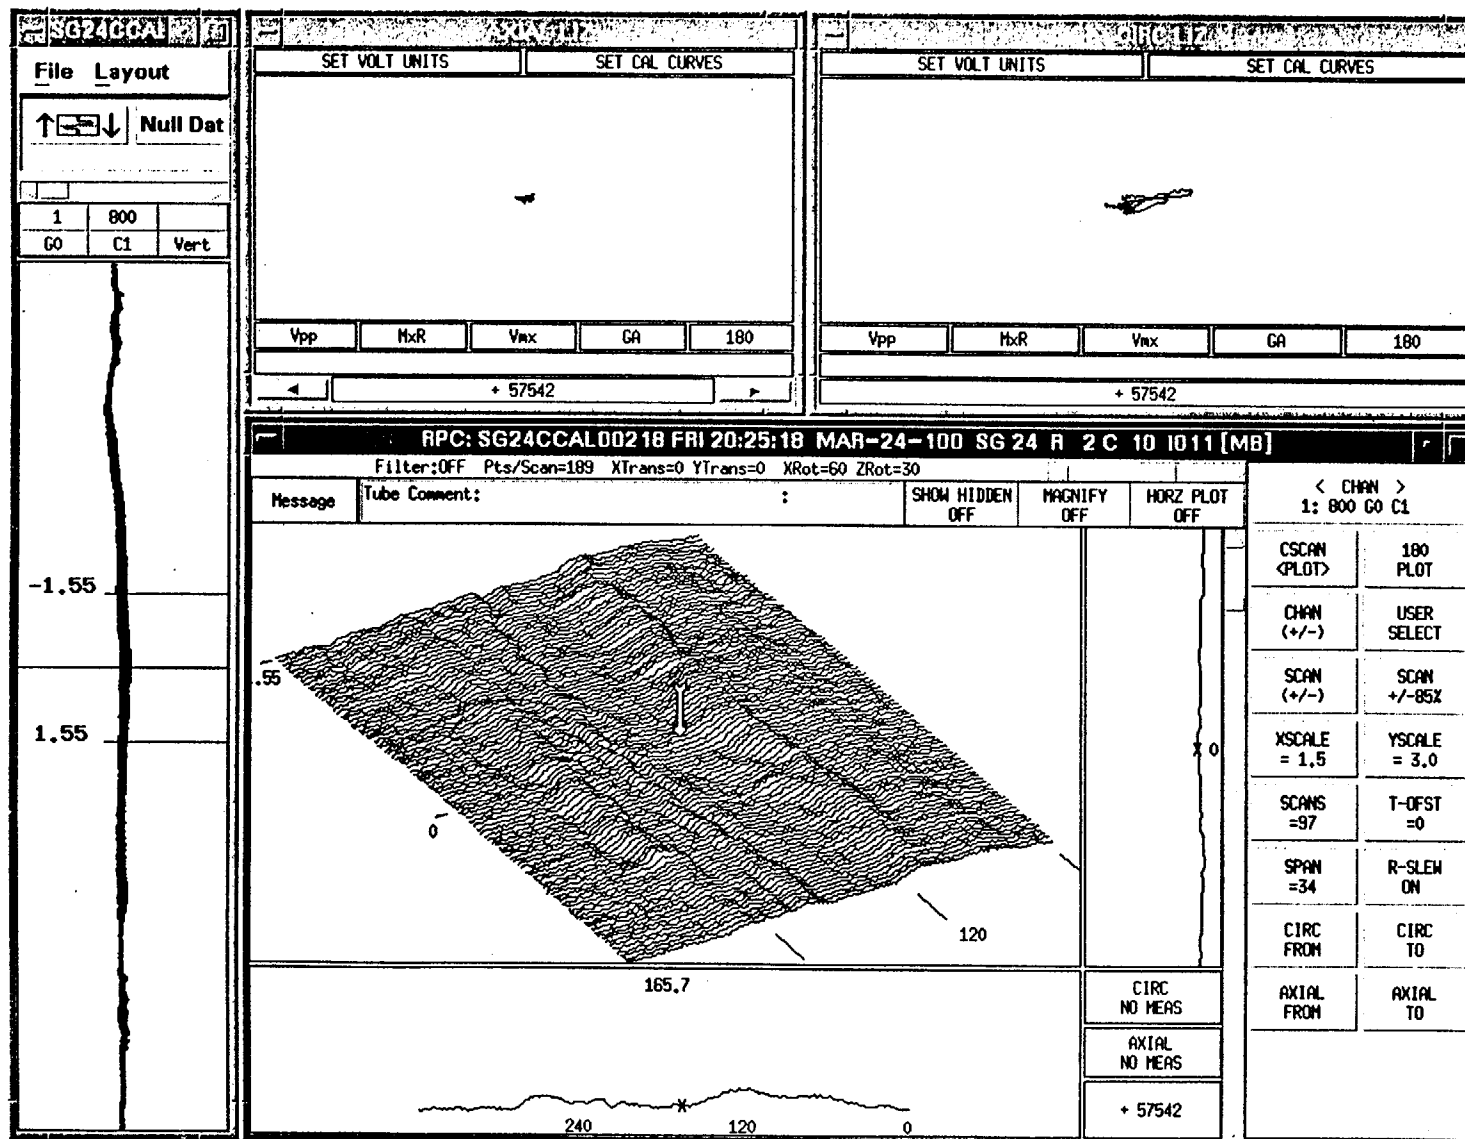 SG24CCAL
AXIAL LIZ
CIRC LIZ
File Layout
SET VOLT UNITS SET CAL CURVES
SET VOLT UNITS SET CAL CURVES
Null Dat
1 800
G0 C1 Vert
Vpp MxR Vmx GA 180
Vpp MxR Vmx GA 180
+ 57542
+ 57542
RPC: SG24CCAL00218 FRI 20:25:18 MAR-24-100 SG 24 R 2 C 10 I011 [MB]
Filter:OFF Pts/Scan=189 XTrans=0 YTrans=0 XRot=60 ZRot=30
Message
Tube Comment: :
SHOW HIDDEN
OFF
MAGNIFY
OFF
HORZ PLOT
OFF
< CHAN >
1: 800 G0 C1
CSCAN
<PLOT>
180
PLOT
CHAN
(+/-)
USER
SELECT
SCAN
(+/-)
SCAN
+/-85%
XSCALE
= 1.5
YSCALE
= 3.0
SCANS
=97
T-OFST
=0
SPAN
=34
R-SLEW
ON
CIRC
FROM
CIRC
TO
AXIAL
FROM
AXIAL
TO
-1.55
1.55
.55
0
120
X 0
165.7
CIRC
NO MEAS
AXIAL
NO MEAS
+ 57542
240 120 0